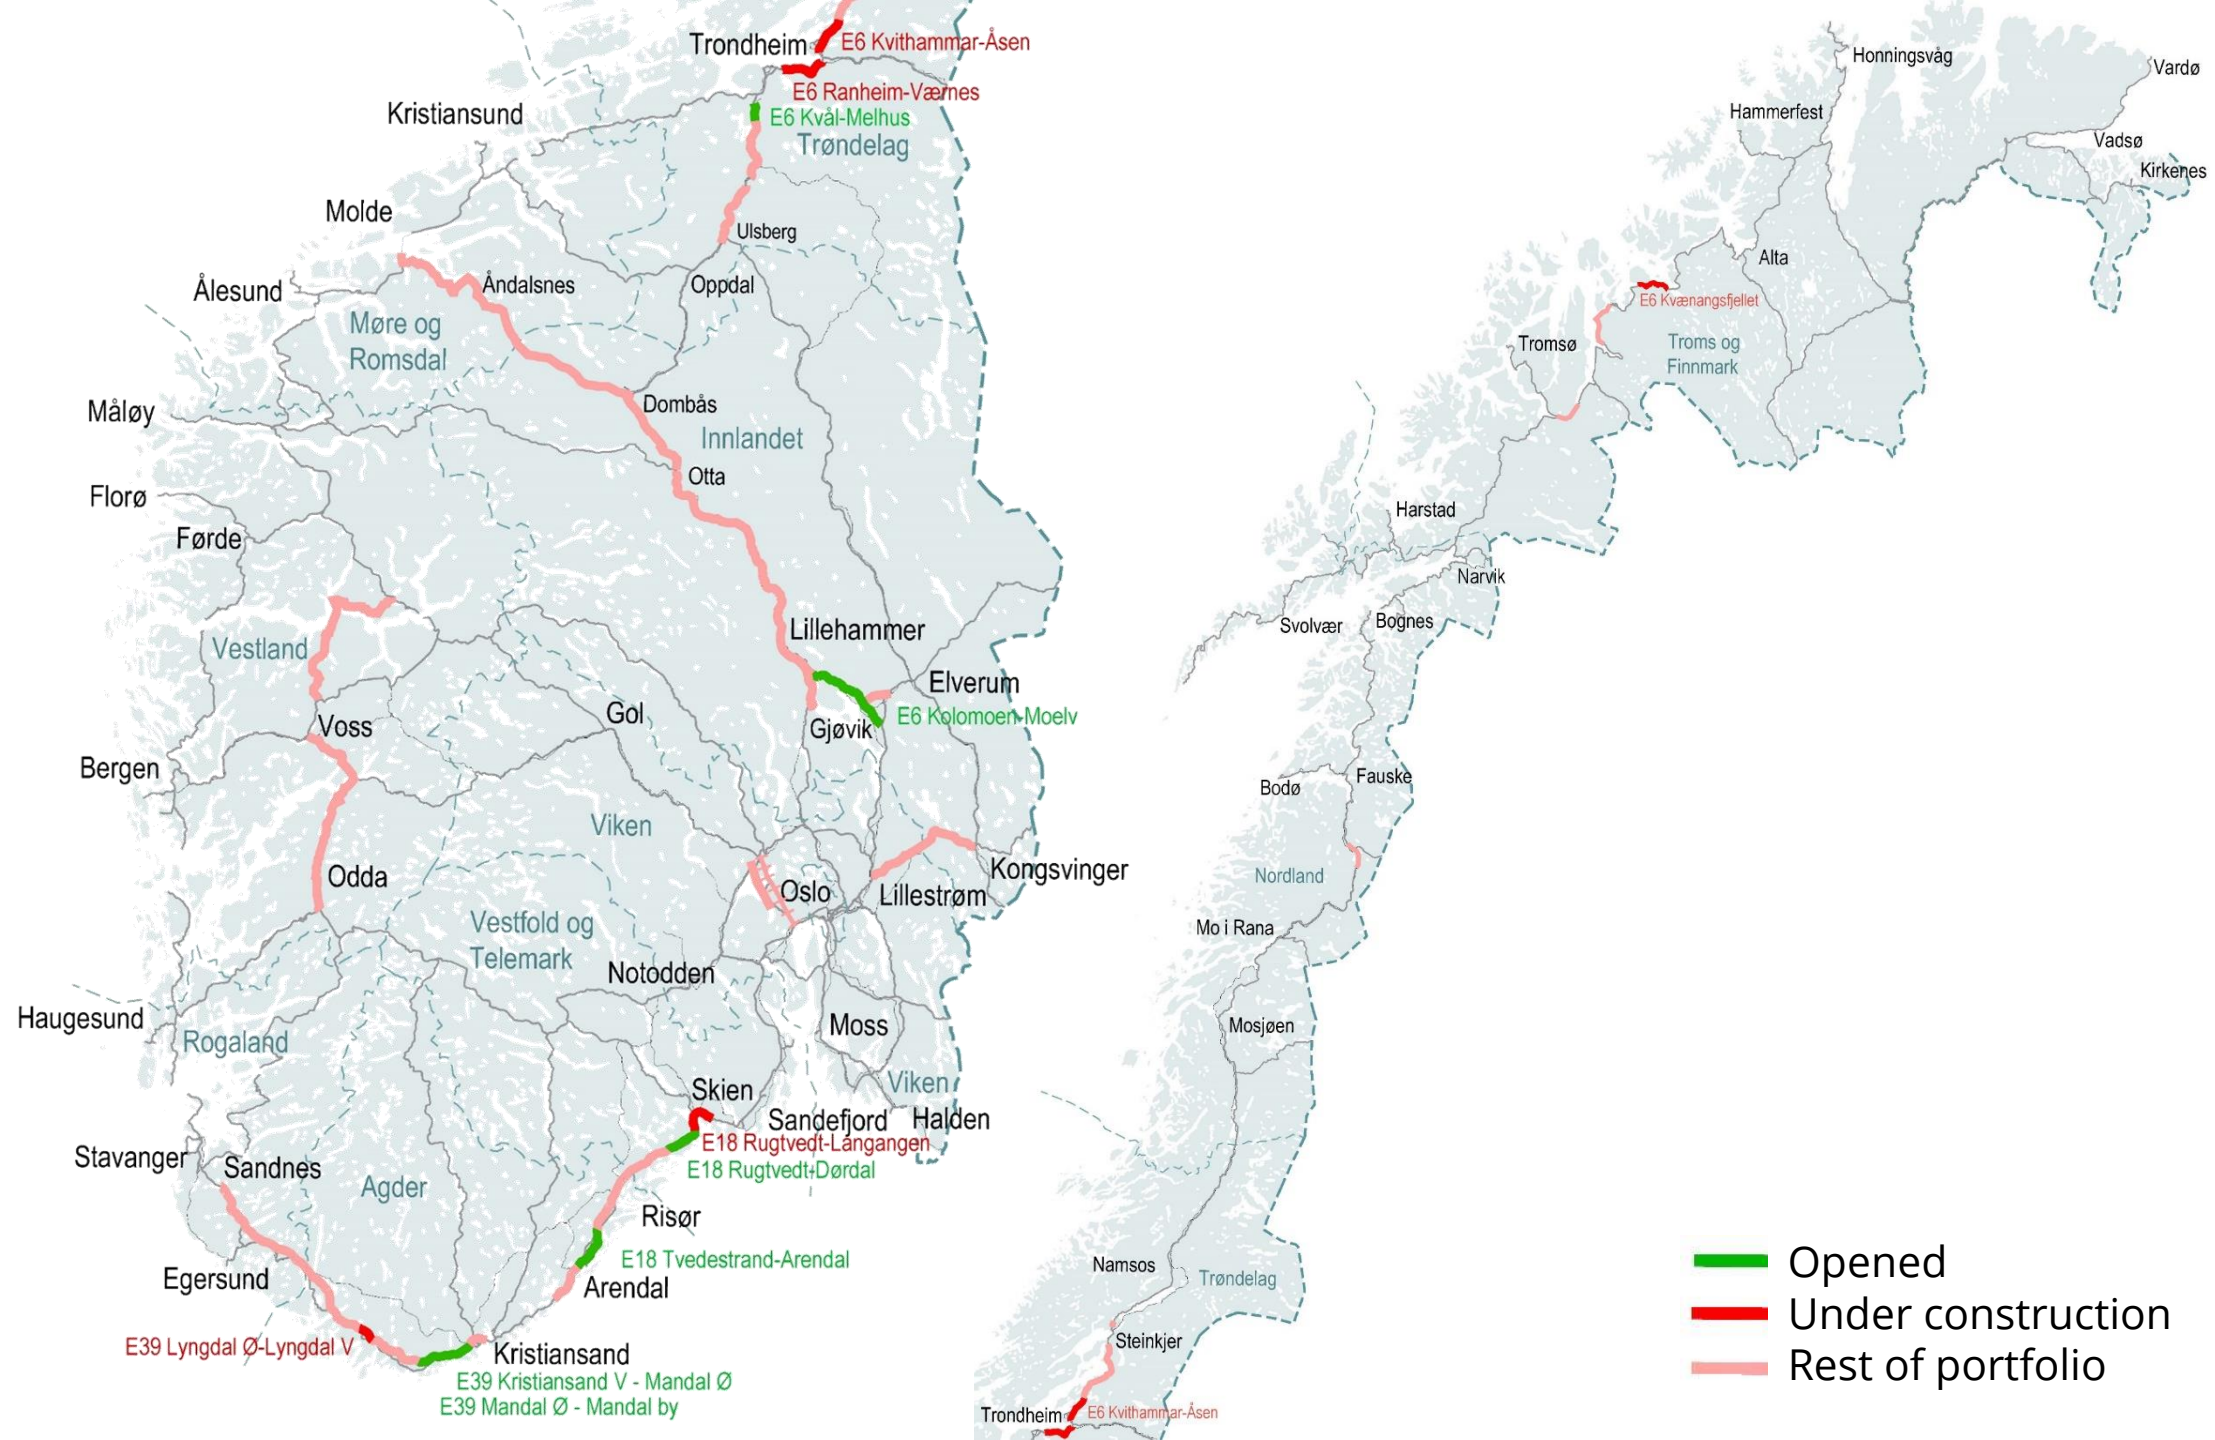 Trondheim
E6 Kvithammar-Åsen
E6 Ranheim-Værnes
E6 Kvål-Melhus
Trøndelag
Kristiansund
Molde
Ulsberg
Ålesund
Åndalsnes
Oppdal
Møre og
Romsdal
Måløy
Dombås
Innlandet
Otta
Florø
Førde
Lillehammer
Vestland
Elverum
E6 Kolomoen-Moelv
Voss
Gol
Gjøvik
Bergen
Viken
Odda
Oslo
Kongsvinger
Lillestrøm
Vestfold og
Telemark
Notodden
Haugesund
Rogaland
Moss
Skien
Viken
Sandefjord
Halden
E18 Rugtvedt-Langangen
E18 Rugtvedt-Dørdal
Stavanger
Sandnes
Agder
Risør
E18 Tvedestrand-Arendal
Egersund
Arendal
E39 Lyngdal Ø-Lyngdal V
Kristiansand
E39 Kristiansand V - Mandal Ø
E39 Mandal Ø - Mandal by
Honningsvåg
Vardø
Hammerfest
Vadsø
Kirkenes
Alta
E6 Kvænangsfjellet
Tromsø
Troms og
Finnmark
Harstad
Narvik
Svolvær
Bognes
Fauske
Bodø
Nordland
Mo i Rana
Mosjøen
Namsos
Trøndelag
Steinkjer
Trondheim
E6 Kvithammar-Åsen
Opened
Under construction
Rest of portfolio